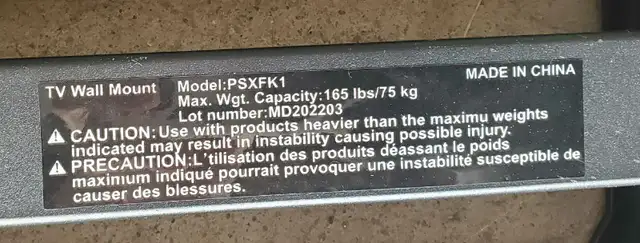 TV Wall Mount Model:PSXFK1 MADE IN CHINA
Max. Wgt. Capacity:165 lbs/75 kg
Lot number:MD202203
CAUTION:Use with products heavier than the maximu weights
indicated may result in instability causing possible injury.
PRECAUTION:L'tilisation des produits déassant le poids
maximium indiqué pourrait provoquer une instabilité susceptible de
causer des blessures.